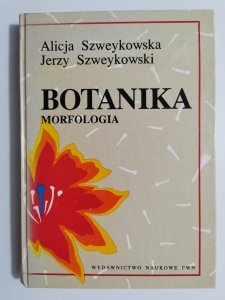 Alicja Szweykowska
Jerzy Szweykowski
BOTANIKA
MORFOLOGIA
WYDAWNICTWO NAUKOWE PWN